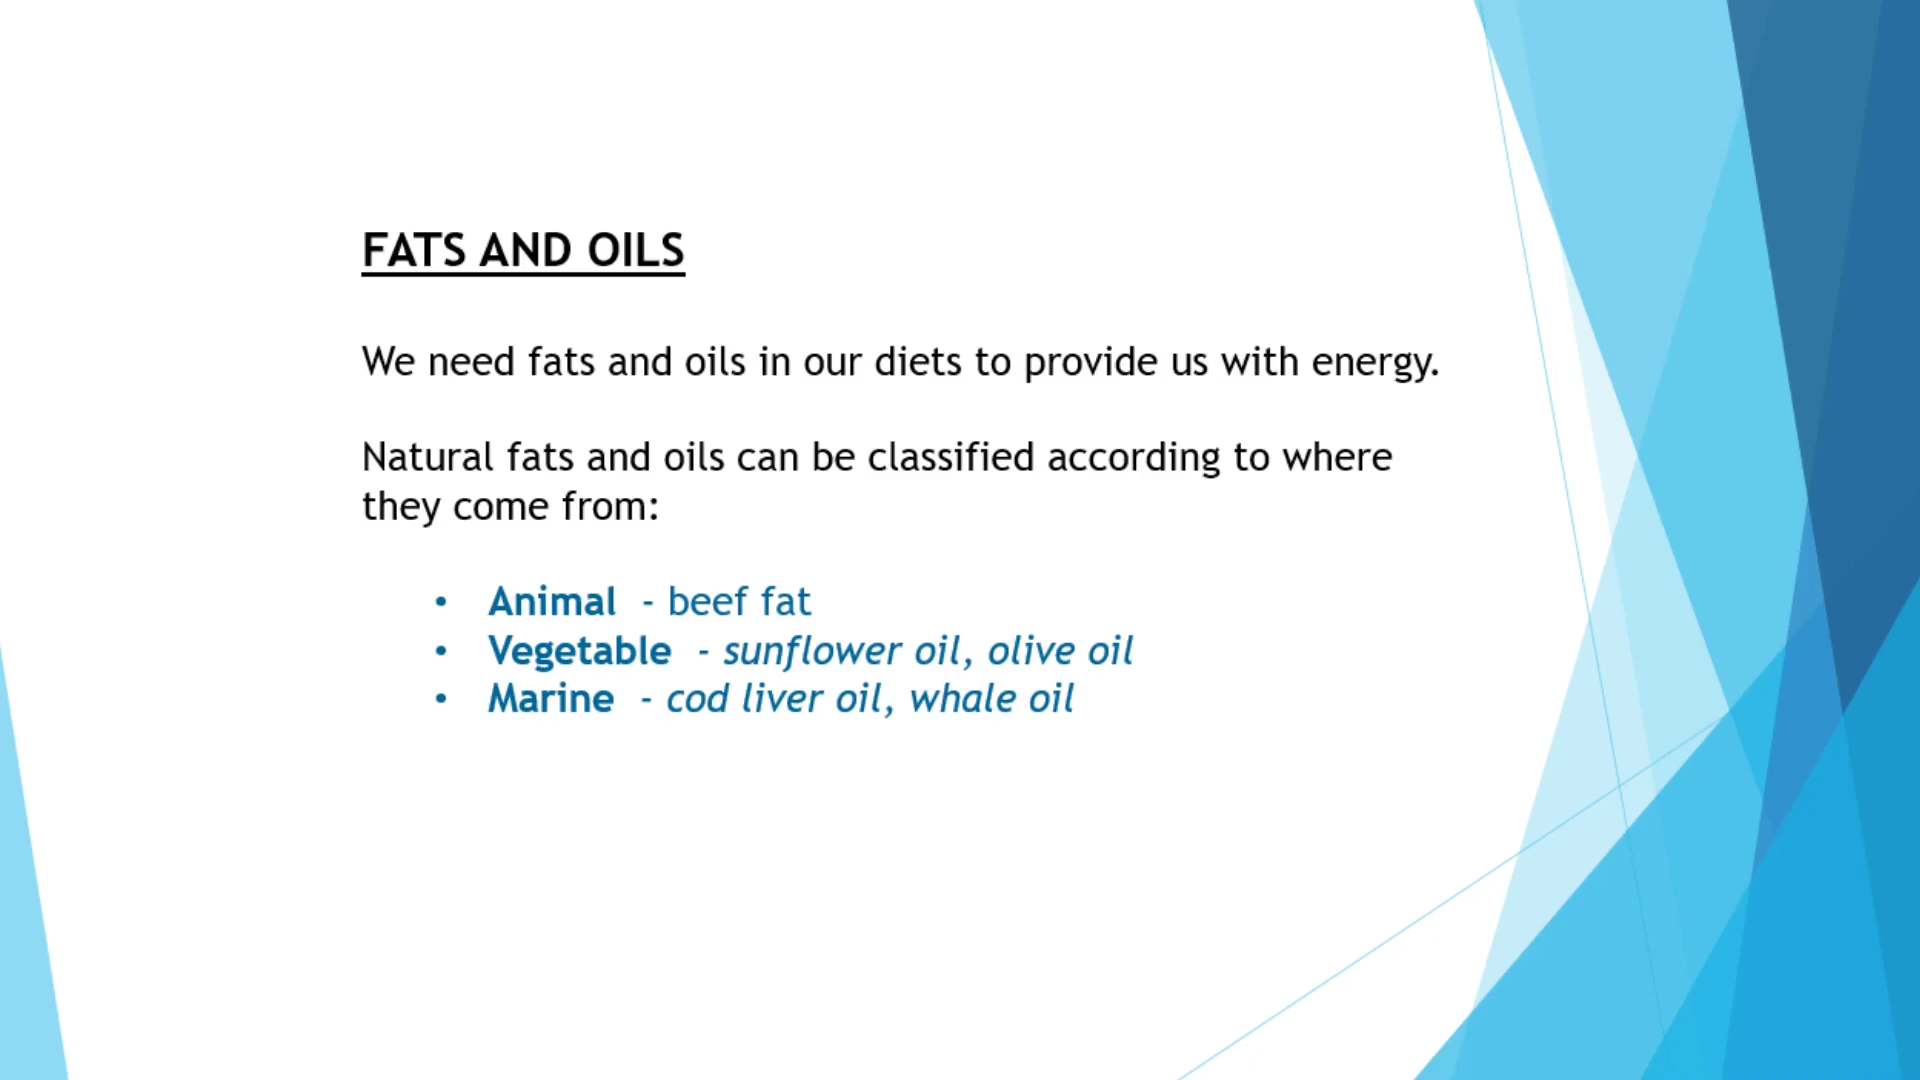 FATS AND OILS
We need fats and oils in our diets to provide us with energy.
Natural fats and oils can be classified according to where
they come from:
• Animal - beef fat
• Vegetable - sunflower oil, olive oil
• Marine - cod liver oil, whale oil